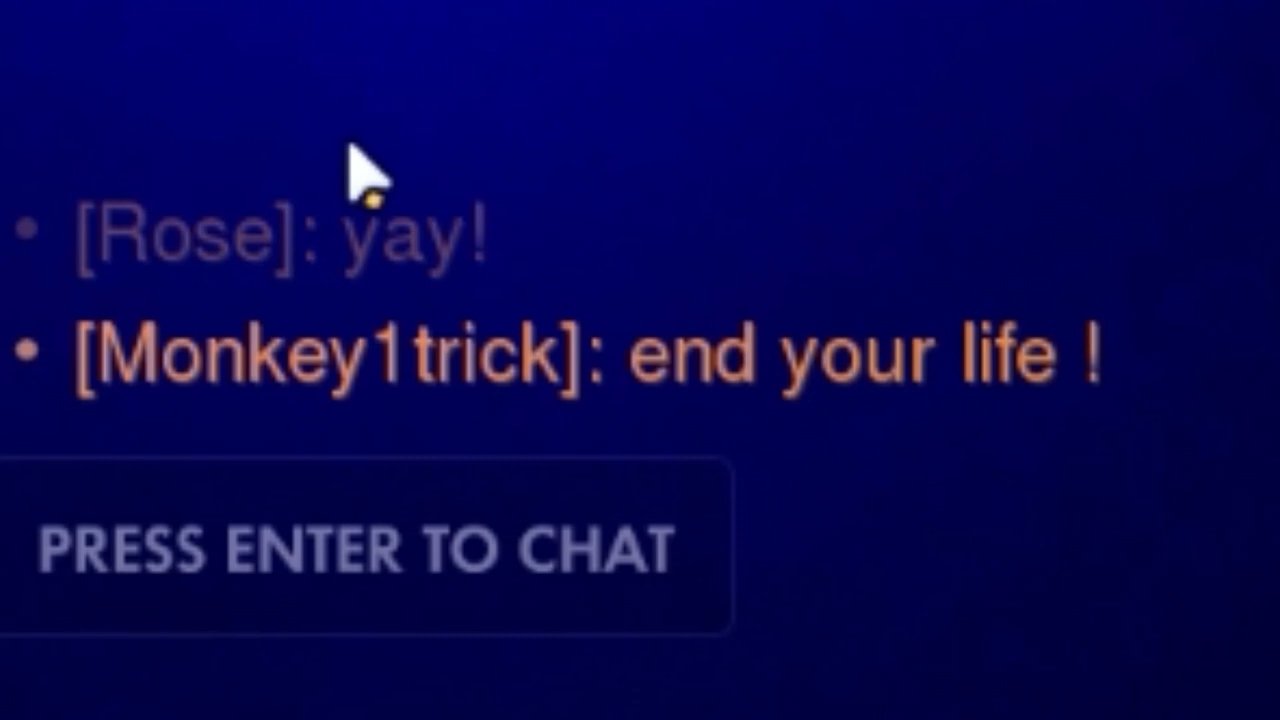 • [Rose]: yay!
• [Monkey1trick]: end your life !
PRESS ENTER TO CHAT